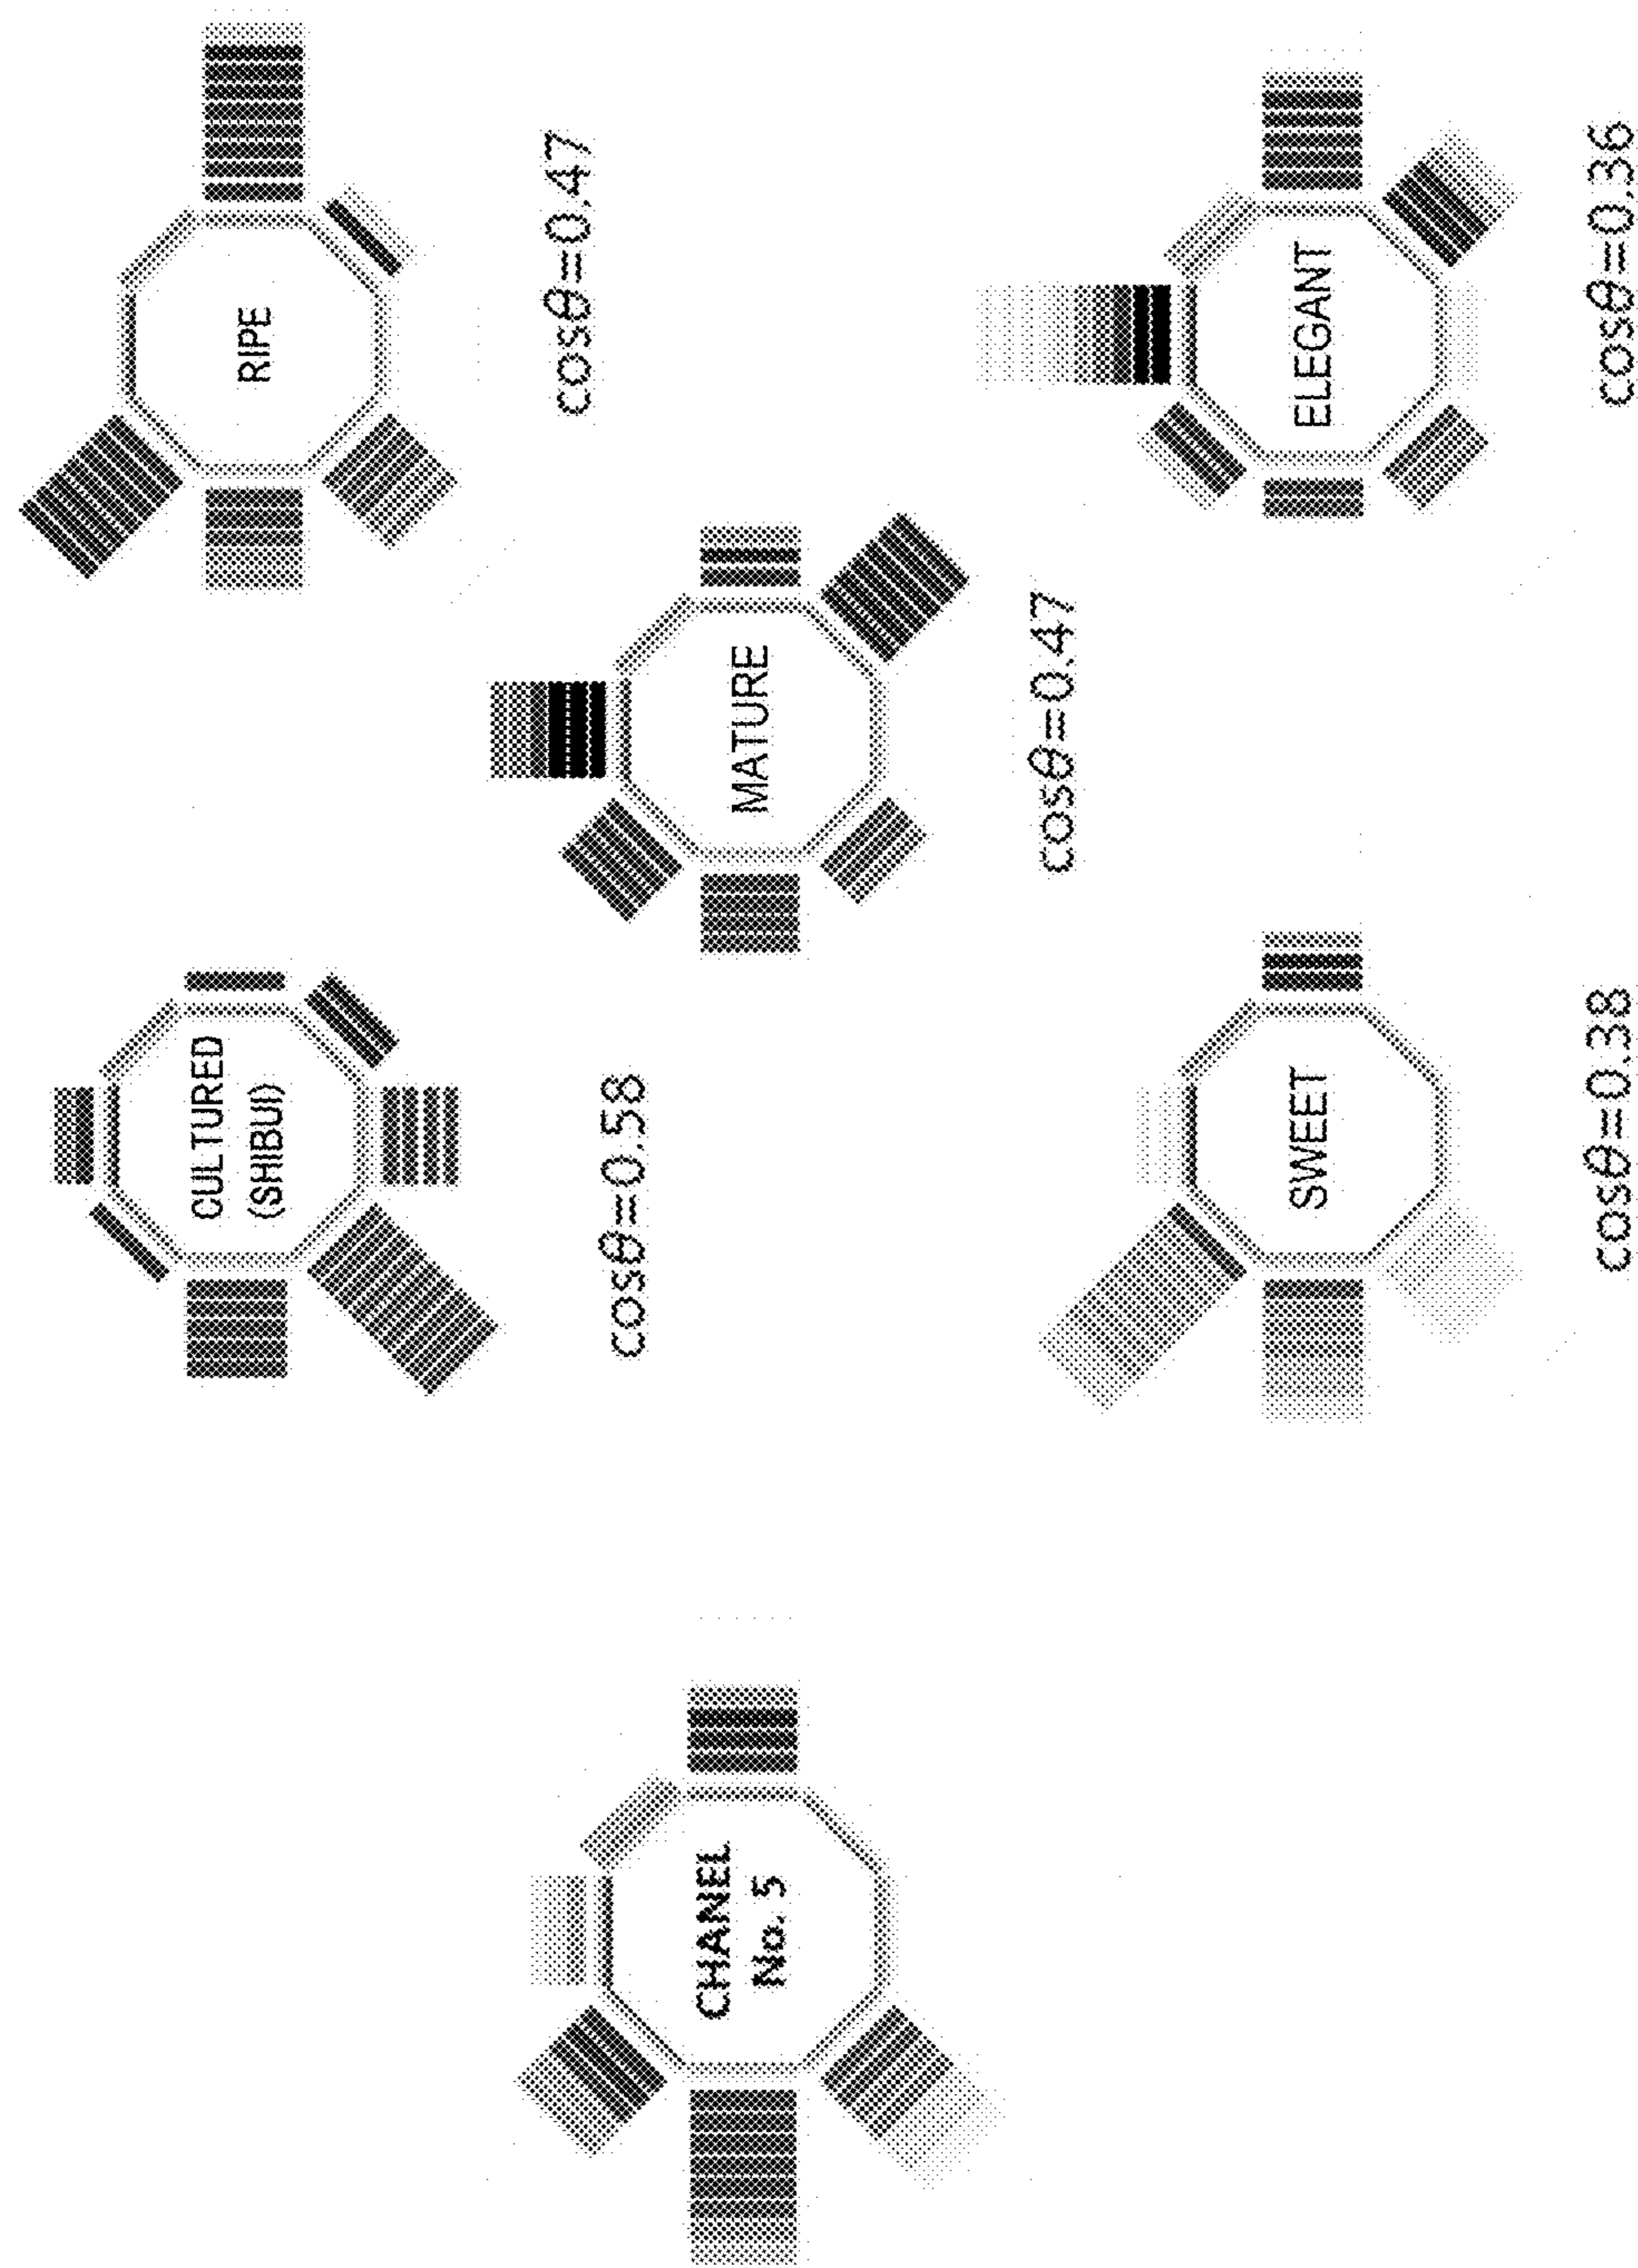 CHANEL
No. 5
CULTURED
(SHIBUI)
cosθ=0.58
RIPE
cosθ=0.47
MATURE
cosθ=0.47
SWEET
cosθ=0.38
ELEGANT
cosθ=0.36